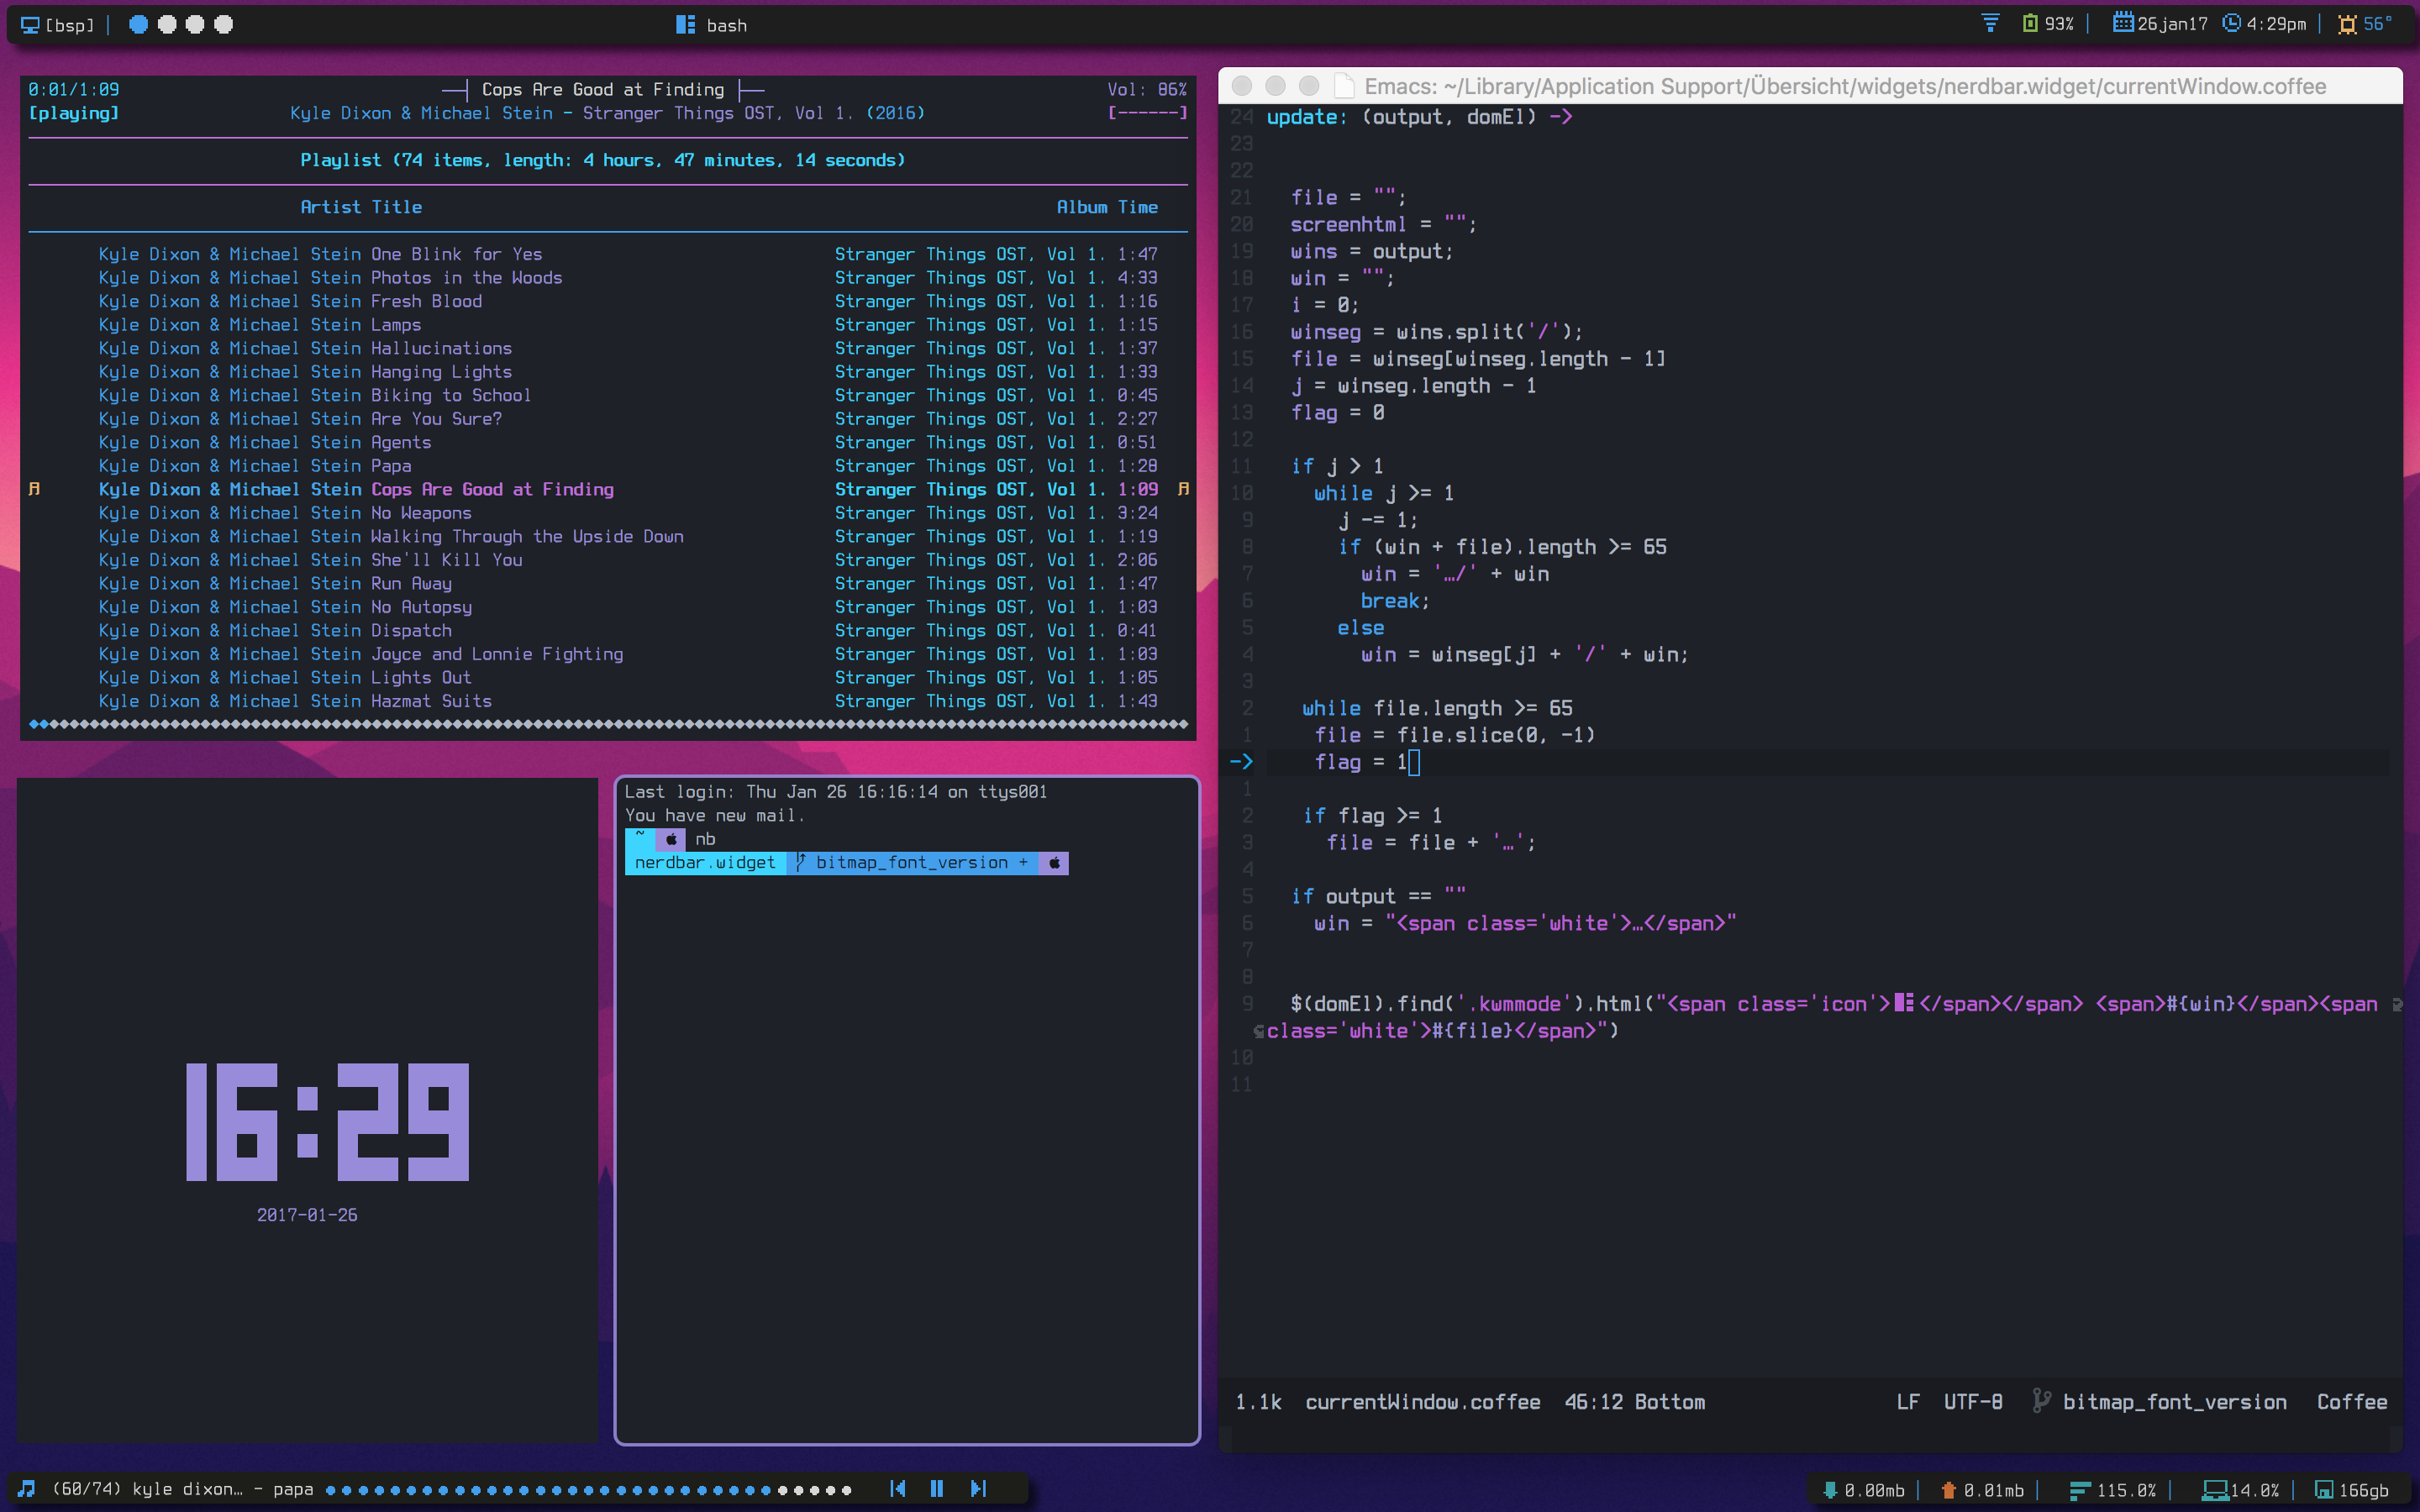 [bsp]
bash
93%
26jan17
4:29pm
56°
0:01/1:09
Cops Are Good at Finding
Vol: 86%
[playing]
Kyle Dixon & Michael Stein - Stranger Things OST, Vol 1. (2016)
[------]
Playlist (74 items, length: 4 hours, 47 minutes, 14 seconds)
Artist Title Album Time
Kyle Dixon & Michael Stein One Blink for Yes Stranger Things OST, Vol 1. 1:47
Kyle Dixon & Michael Stein Photos in the Woods Stranger Things OST, Vol 1. 4:33
Kyle Dixon & Michael Stein Fresh Blood Stranger Things OST, Vol 1. 1:16
Kyle Dixon & Michael Stein Lamps Stranger Things OST, Vol 1. 1:15
Kyle Dixon & Michael Stein Hallucinations Stranger Things OST, Vol 1. 1:37
Kyle Dixon & Michael Stein Hanging Lights Stranger Things OST, Vol 1. 1:33
Kyle Dixon & Michael Stein Biking to School Stranger Things OST, Vol 1. 0:45
Kyle Dixon & Michael Stein Are You Sure? Stranger Things OST, Vol 1. 2:27
Kyle Dixon & Michael Stein Agents Stranger Things OST, Vol 1. 0:51
Kyle Dixon & Michael Stein Papa Stranger Things OST, Vol 1. 1:28
Kyle Dixon & Michael Stein Cops Are Good at Finding Stranger Things OST, Vol 1. 1:09
Kyle Dixon & Michael Stein No Weapons Stranger Things OST, Vol 1. 3:24
Kyle Dixon & Michael Stein Walking Through the Upside Down Stranger Things OST, Vol 1. 1:19
Kyle Dixon & Michael Stein She'll Kill You Stranger Things OST, Vol 1. 2:06
Kyle Dixon & Michael Stein Run Away Stranger Things OST, Vol 1. 1:47
Kyle Dixon & Michael Stein No Autopsy Stranger Things OST, Vol 1. 1:03
Kyle Dixon & Michael Stein Dispatch Stranger Things OST, Vol 1. 0:41
Kyle Dixon & Michael Stein Joyce and Lonnie Fighting Stranger Things OST, Vol 1. 1:03
Kyle Dixon & Michael Stein Lights Out Stranger Things OST, Vol 1. 1:05
Kyle Dixon & Michael Stein Hazmat Suits Stranger Things OST, Vol 1. 1:43
16:29
2017-01-26
Last login: Thu Jan 26 16:16:14 on ttys001
You have new mail.
~ nb
nerdbar.widget bitmap_font_version +
Emacs: ~/Library/Application Support/Übersicht/widgets/nerdbar.widget/currentWindow.coffee
24 update: (output, domEl) ->
23
22
21 file = "";
20 screenhtml = "";
19 wins = output;
18 win = "";
17 i = 0;
16 winseg = wins.split('/');
15 file = winseg[winseg.length - 1]
14 j = winseg.length - 1
13 flag = 0
12
11 if j > 1
10 while j >= 1
9 j -= 1;
8 if (win + file).length >= 65
7 win = '…/' + win
6 break;
5 else
4 win = winseg[j] + '/' + win;
3
2 while file.length >= 65
1 file = file.slice(0, -1)
-> flag = 1
1
2 if flag >= 1
3 file = file + '…';
4
5 if output == ""
6 win = "<span class='white'>…</span>"
7
8
9 $(domEl).find('.kwmmode').html("<span class='icon'></span></span> <span>#{win}</span><span
class='white'>#{file}</span>")
10
11
1.1k currentWindow.coffee 46:12 Bottom LF UTF-8 bitmap_font_version Coffee
(60/74) kyle dixon… - papa
0.00mb
0.01mb
115.0%
14.0%
166gb